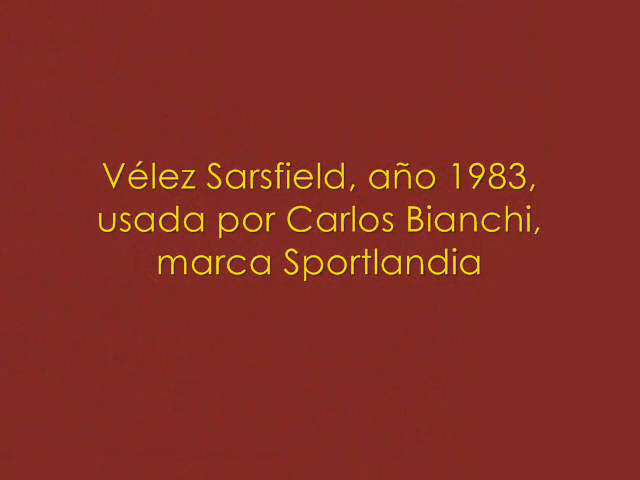 Vélez Sarsfield, año 1983,
usada por Carlos Bianchi,
marca Sportlandia